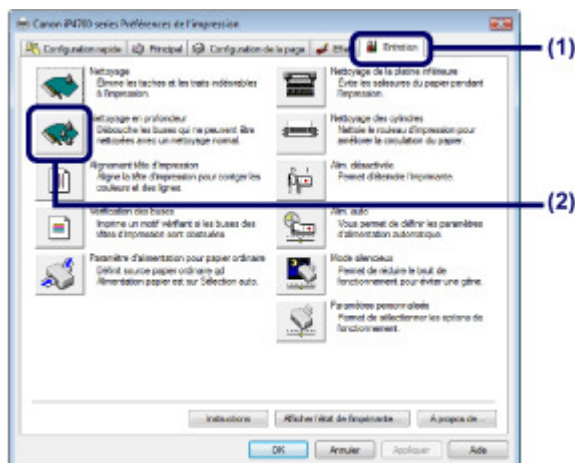 Canon iP4700 series Préférences de l'impression
Configuration rapide Principal Configuration de la page Effets Entretien
(1)
Nettoyage
Élimine les taches et les traits indésirables
à l'impression.
Nettoyage de la platine inférieure
Évite les salissures du papier pendant
l'impression.
Nettoyage en profondeur
Débouche les buses qui ne peuvent être
nettoyées avec un nettoyage normal.
Nettoyage des cylindres
Nettoie le rouleau d'impression pour
améliorer la circulation du papier.
(2)
Alignement tête d'impression
Aligne la tête d'impression pour corriger les
couleurs et des lignes.
Alim. désactivée
Permet d'éteindre l'imprimante.
Vérification des buses
Imprime un motif vérifiant si les buses des
têtes d'impression sont obstruées.
Alim. auto
Vous permet de définir les paramètres
d'alimentation automatique.
Paramètre d'alimentation pour papier ordinaire
Définit source papier ordinaire qd
Alimentation papier est sur Sélection auto.
Mode silencieux
Permet de réduire le bruit de
fonctionnement pour éviter une gêne.
Paramètres personnalisés
Permet de sélectionner les options de
fonctionnement.
Instructions Afficher l'état de l'imprimante... A propos de...
OK Annuler Appliquer Aide